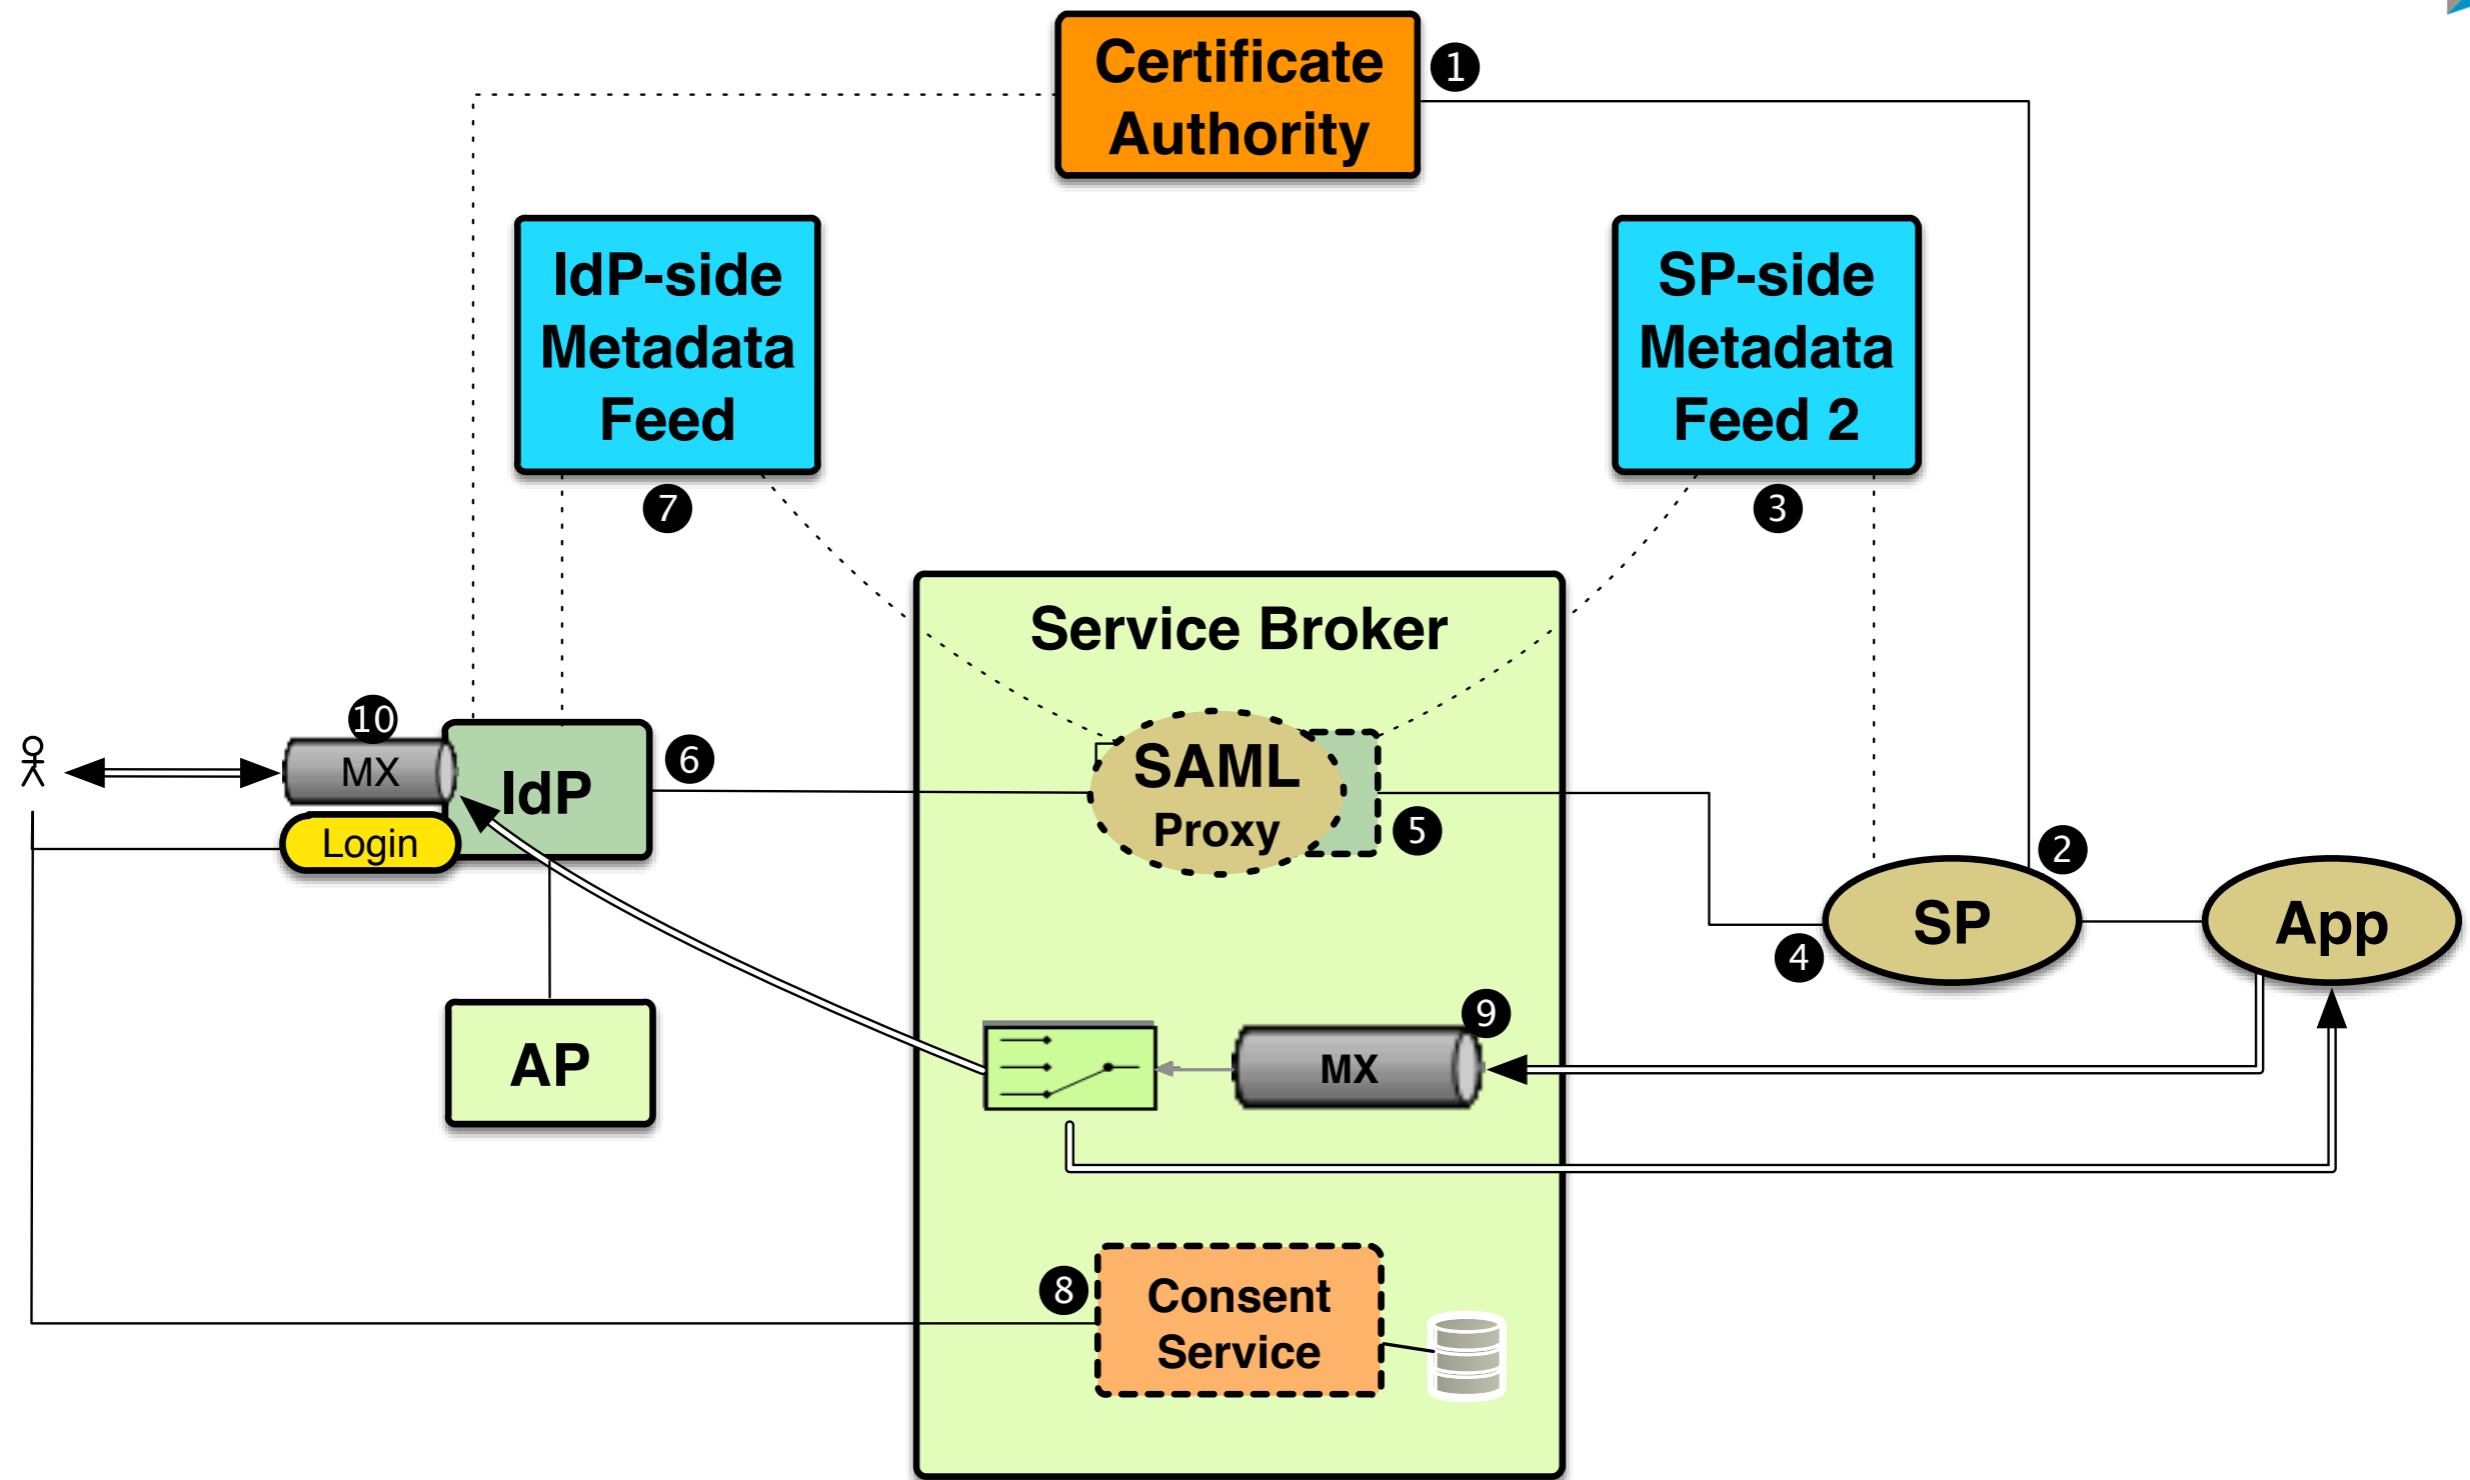 Certificate
Authority
1
IdP-side
Metadata
Feed
7
SP-side
Metadata
Feed 2
3
Service Broker
10
MX
Login
IdP
6
SAML
Proxy
5
2
SP
4
App
AP
9
MX
8
Consent
Service